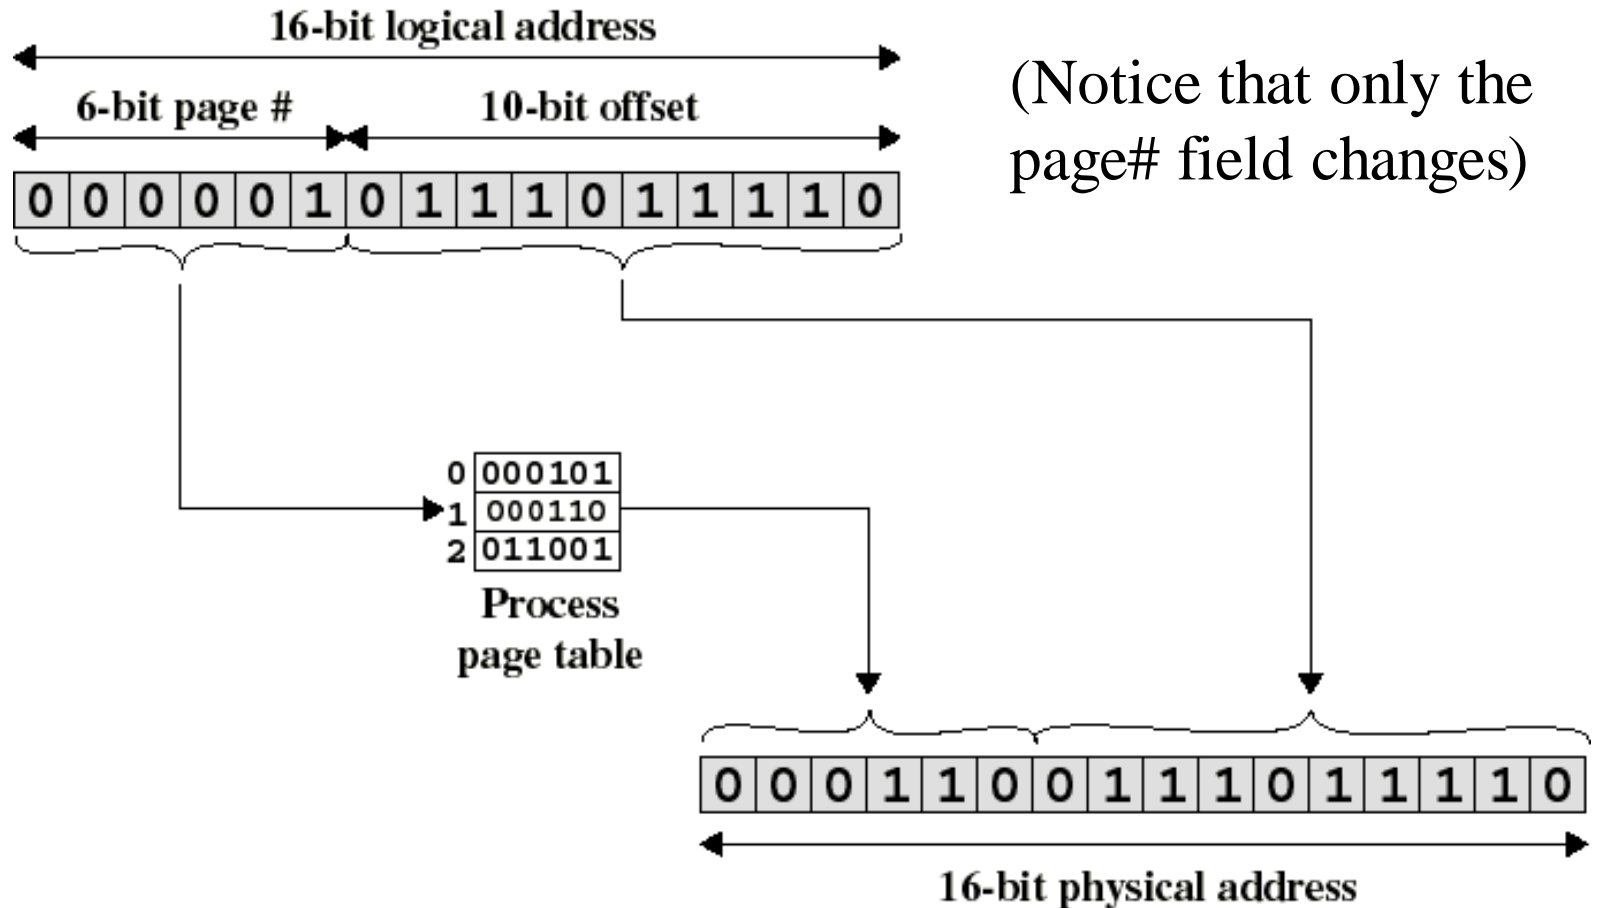 16-bit logical address
(Notice that only the
page# field changes)
6-bit page # 10-bit offset
0 0 0 0 0 1 0 1 1 1 0 1 1 1 1 0
0 000101
1 000110
2 011001
Process
page table
0 0 0 1 1 0 0 1 1 1 0 1 1 1 1 0
16-bit physical address